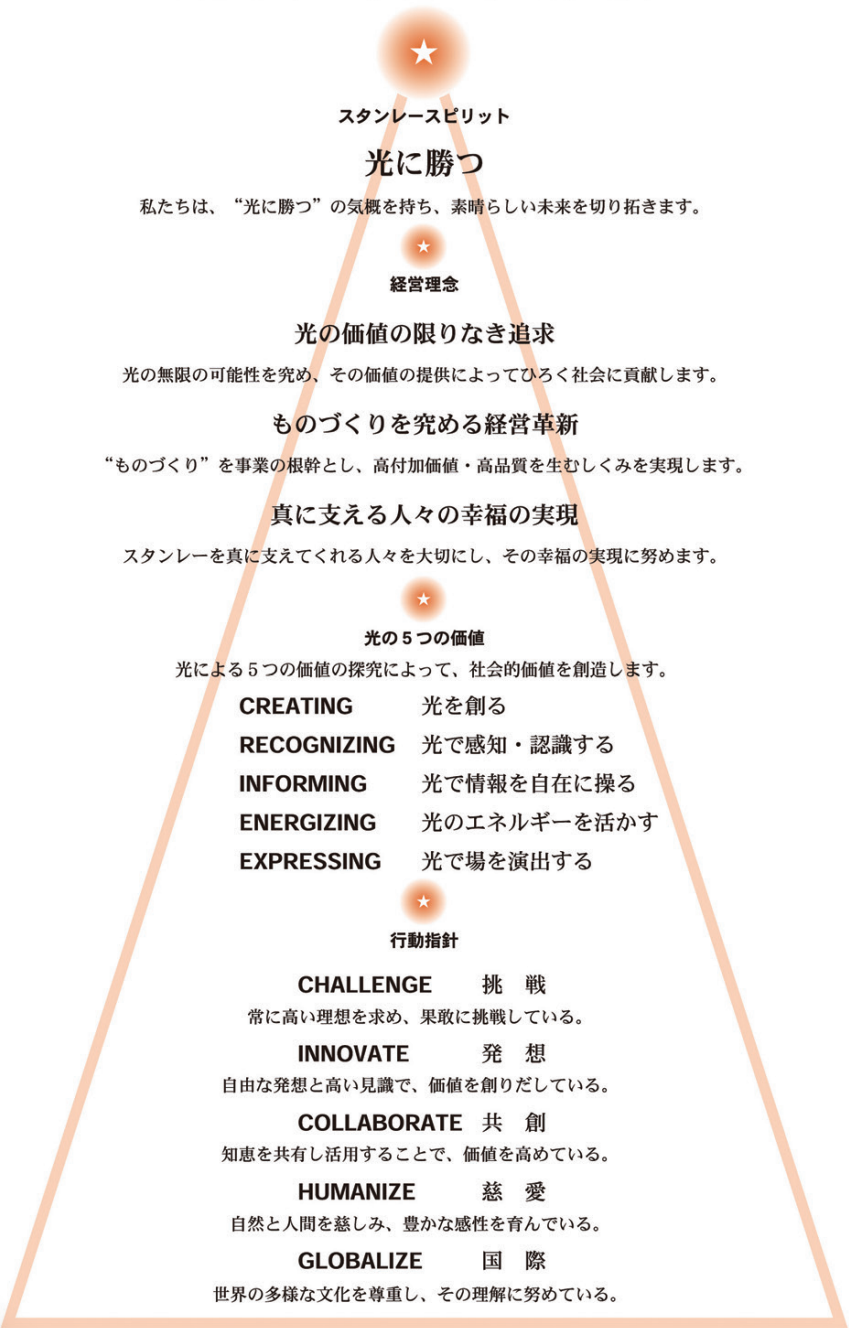 スタンレースピリット
光に勝つ
私たちは、“光に勝つ”の気概を持ち、素晴らしい未来を切り拓きます。
経営理念
光の価値の限りなき追求
光の無限の可能性を究め、その価値の提供によってひろく社会に貢献します。
ものづくりを究める経営革新
“ものづくり”を事業の根幹とし、高付加価値・高品質を生むしくみを実現します。
真に支える人々の幸福の実現
スタンレーを真に支えてくれる人々を大切にし、その幸福の実現に努めます。
光の5つの価値
光による5つの価値の探究によって、社会的価値を創造します。
CREATING 光を創る
RECOGNIZING 光で感知・認識する
INFORMING 光で情報を自在に操る
ENERGIZING 光のエネルギーを活かす
EXPRESSING 光で場を演出する
行動指針
CHALLENGE 挑 戦
常に高い理想を求め、果敢に挑戦している。
INNOVATE 発 想
自由な発想と高い見識で、価値を創りだしている。
COLLABORATE 共 創
知恵を共有し活用することで、価値を高めている。
HUMANIZE 慈 愛
自然と人間を慈しみ、豊かな感性を育んでいる。
GLOBALIZE 国 際
世界の多様な文化を尊重し、その理解に努めている。